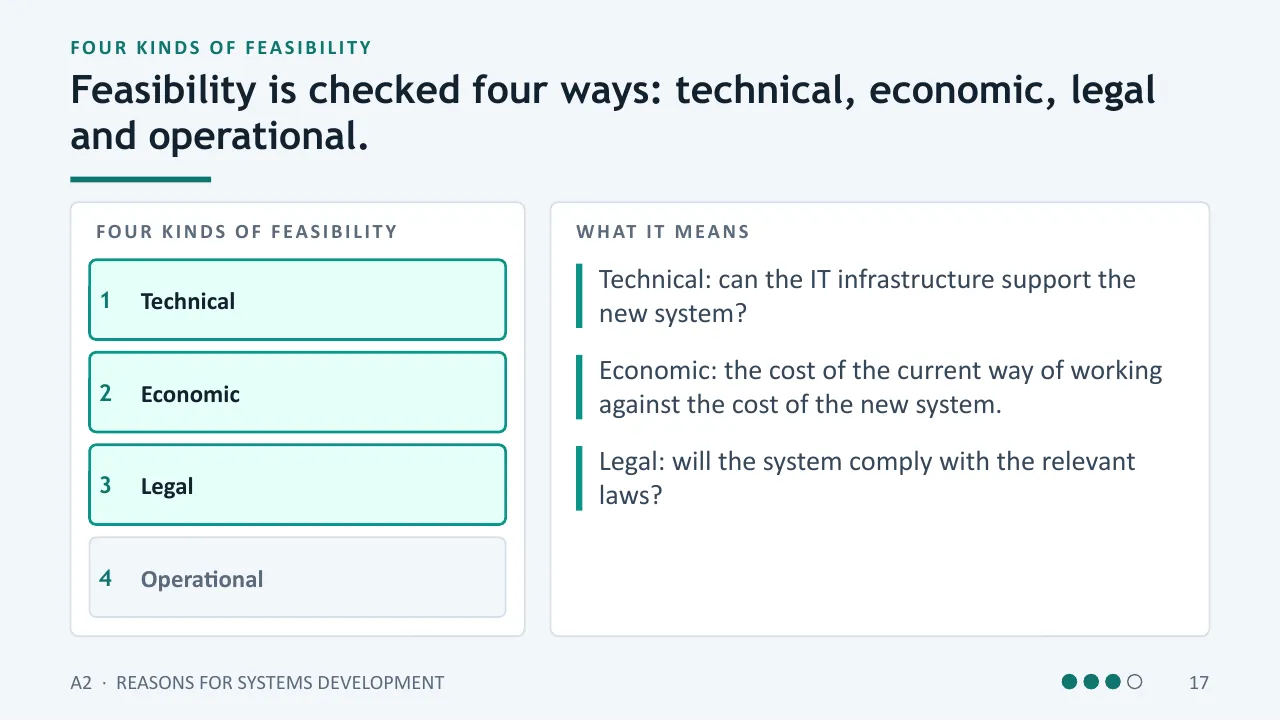 FOUR KINDS OF FEASIBILITY
Feasibility is checked four ways: technical, economic, legal
and operational.
FOUR KINDS OF FEASIBILITY
1 Technical
2 Economic
3 Legal
4 Operational
WHAT IT MEANS
Technical: can the IT infrastructure support the
new system?
Economic: the cost of the current way of working
against the cost of the new system.
Legal: will the system comply with the relevant
laws?
A2 · REASONS FOR SYSTEMS DEVELOPMENT
17